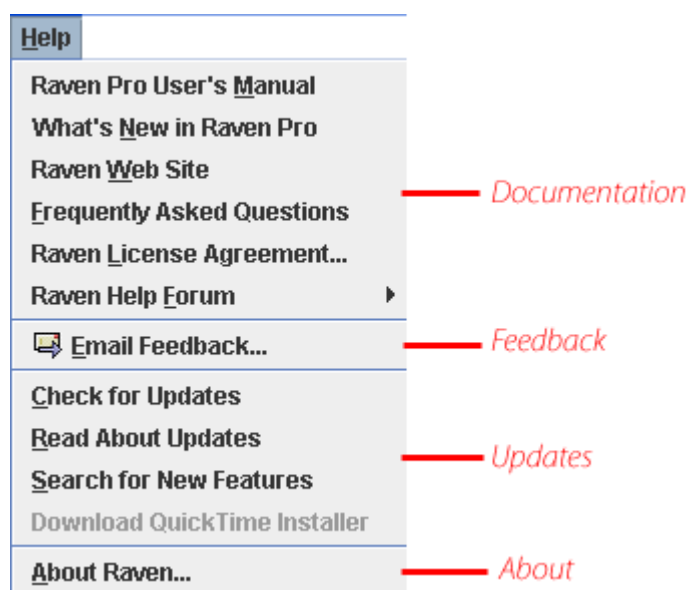 Help
Raven Pro User's Manual
What's New in Raven Pro
Raven Web Site
Frequently Asked Questions
Raven License Agreement...
Raven Help Forum
Documentation
Email Feedback...
Feedback
Check for Updates
Read About Updates
Search for New Features
Download QuickTime Installer
Updates
About Raven...
About